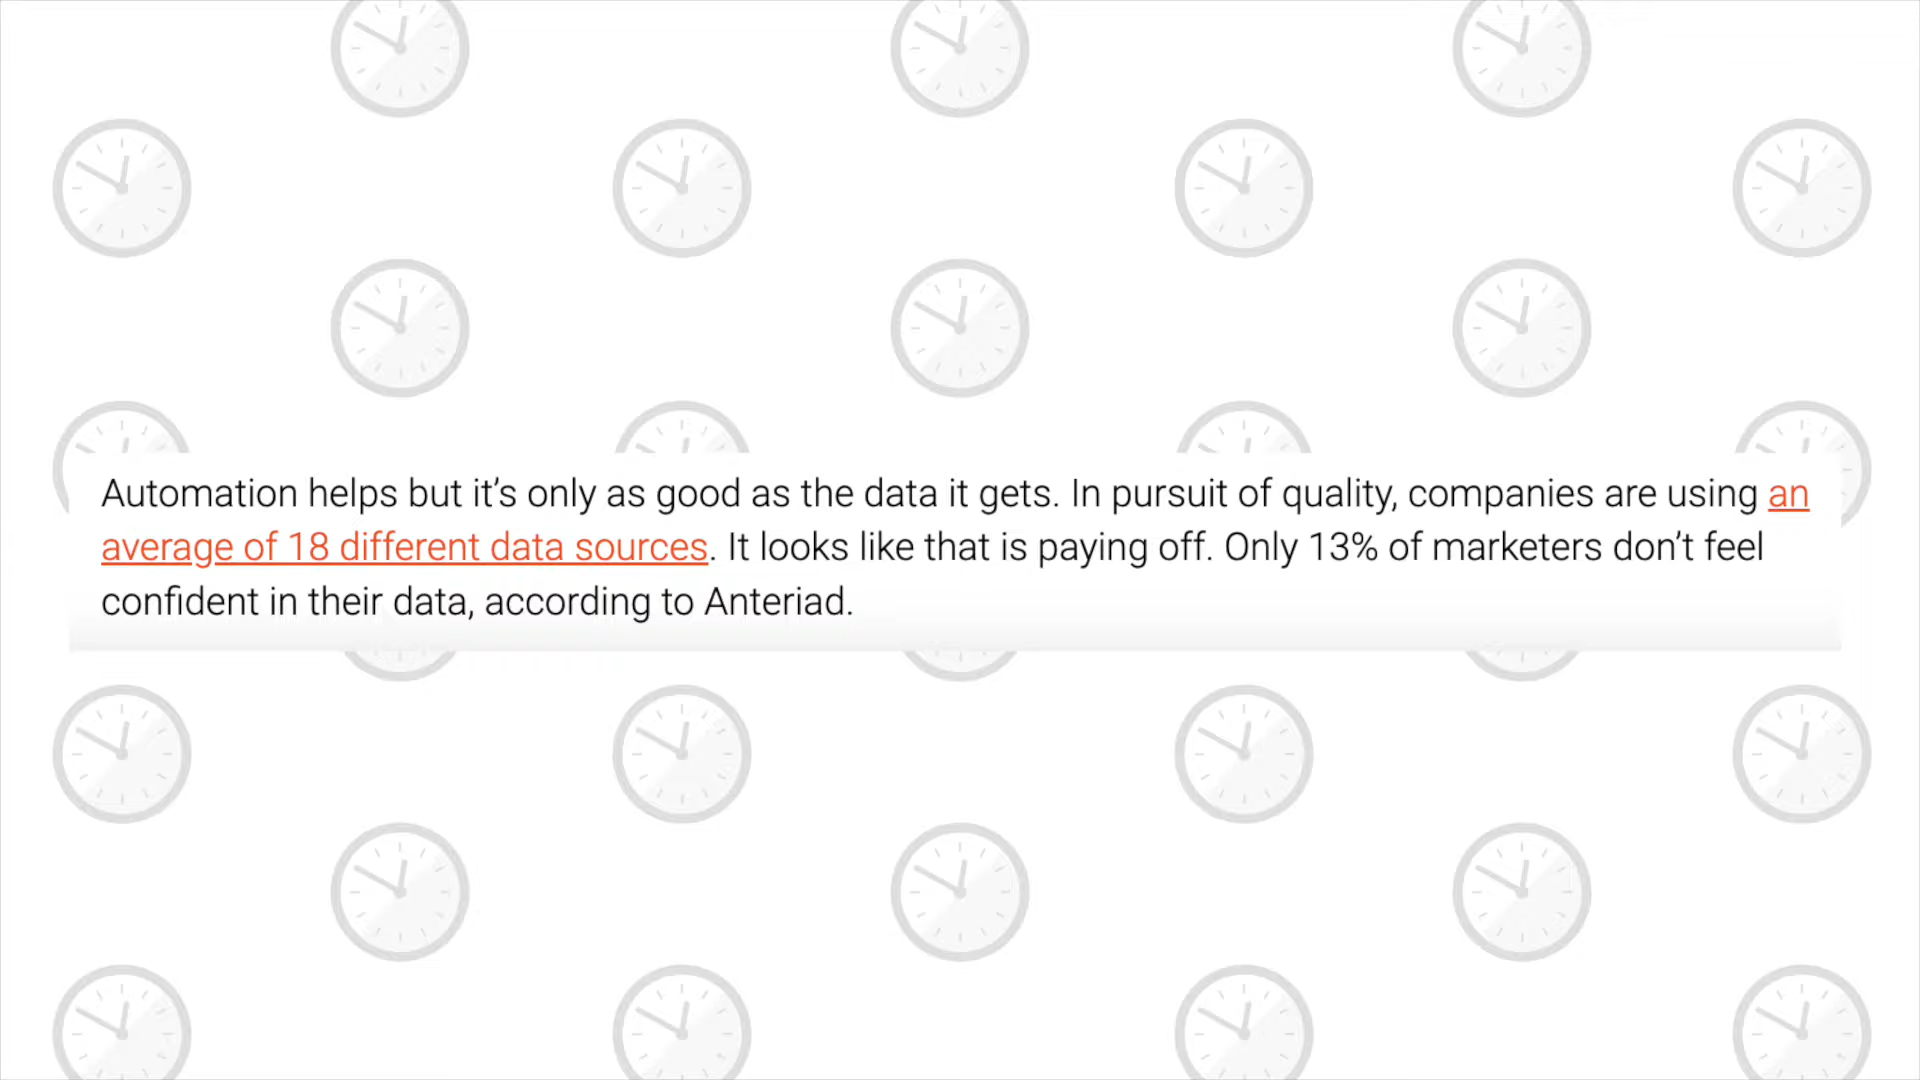 Automation helps but it’s only as good as the data it gets. In pursuit of quality, companies are using an
average of 18 different data sources. It looks like that is paying off. Only 13% of marketers don’t feel
confident in their data, according to Anteriad.